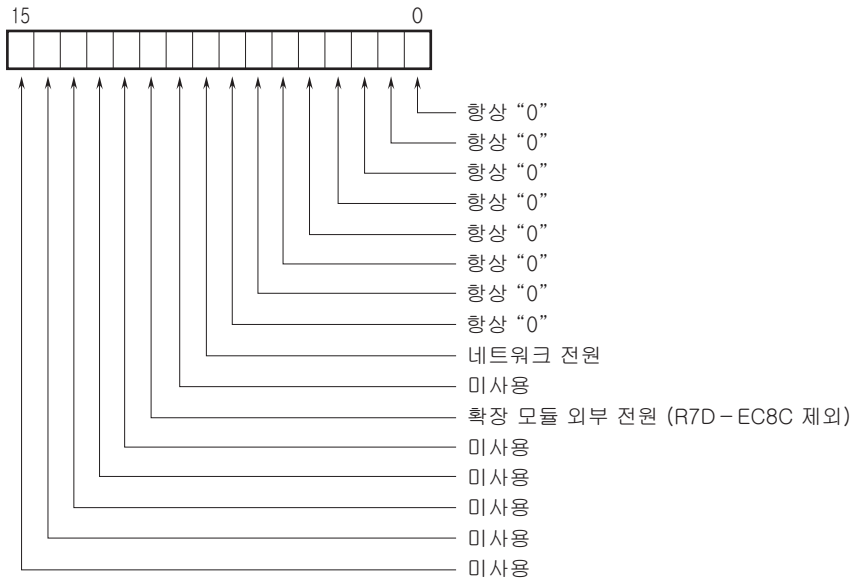 15 0
항상 “0”
항상 “0”
항상 “0”
항상 “0”
항상 “0”
항상 “0”
항상 “0”
항상 “0”
네트워크 전원
미사용
확장 모듈 외부 전원 (R7D-EC8C 제외)
미사용
미사용
미사용
미사용
미사용